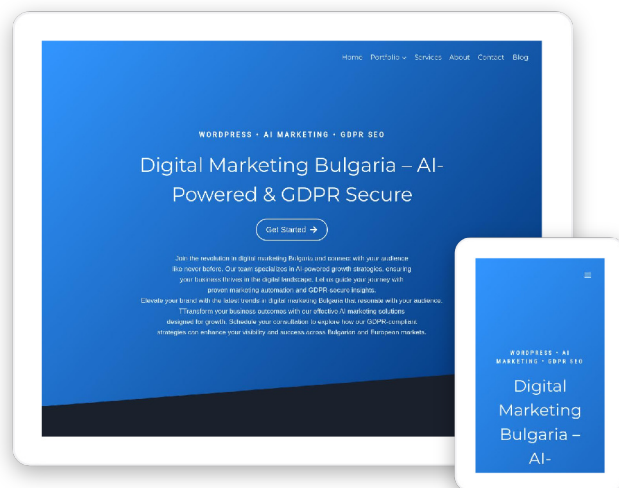 Home Portfolio Services About Contact Blog
WORDPRESS • AI MARKETING • GDPR SEO
Digital Marketing Bulgaria – AI-
Powered & GDPR Secure
Get Started →
Join the revolution in digital marketing Bulgaria and connect with your audience
like never before. Our team specializes in AI-powered growth strategies, ensuring
your business thrives in the digital landscape. Let us guide your journey with
proven marketing automation and GDPR-secure insights.
Elevate your brand with the latest trends in digital marketing Bulgaria that resonate with your audience.
TTransform your business outcomes with our effective AI marketing solutions
designed for growth. Schedule your consultation to explore how our GDPR-compliant
strategies can enhance your visibility and success across Bulgarian and European markets.
WORDPRESS • AI
MARKETING • GDPR SEO
Digital
Marketing
Bulgaria –
AI-